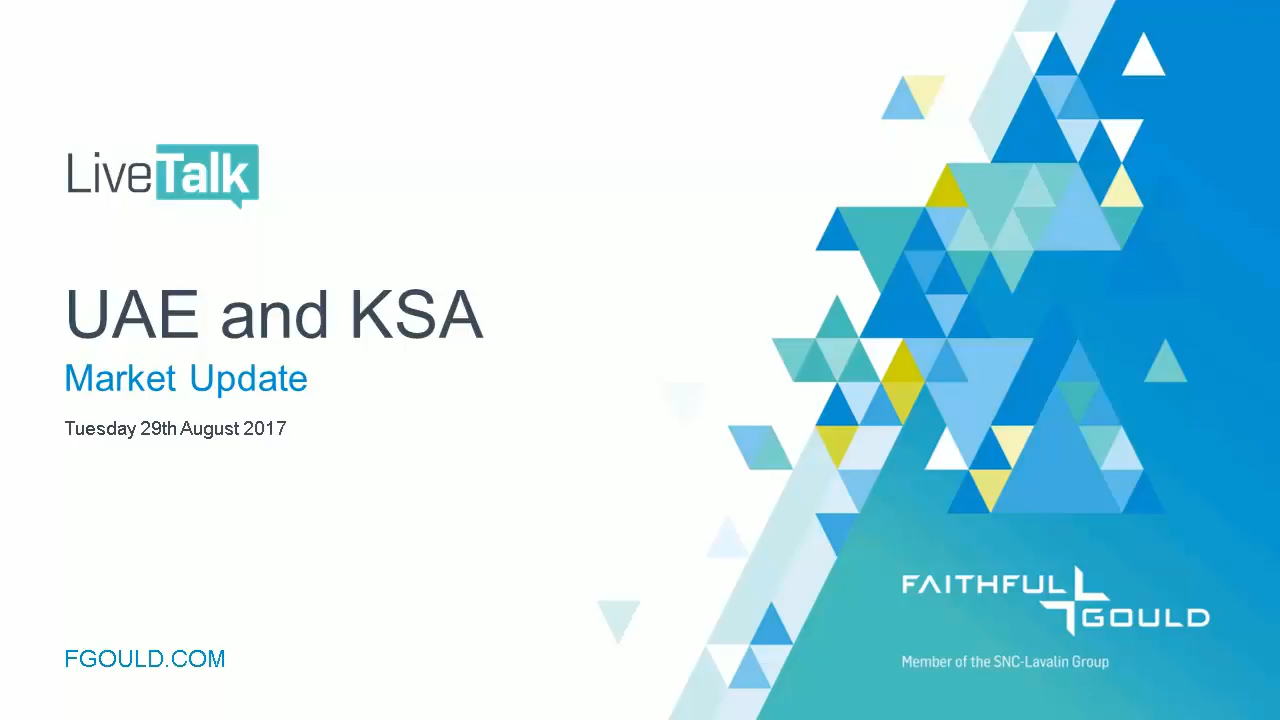 LiveTalk
UAE and KSA
Market Update
Tuesday 29th August 2017
FGOULD.COM
FAITHFUL
GOULD
Member of the SNC-Lavalin Group